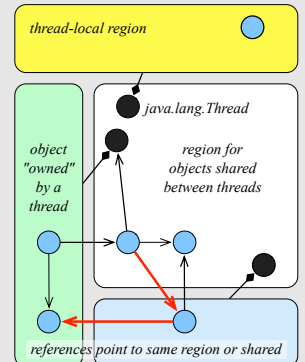 thread-local region
java.lang.Thread
object
"owned"
by a
thread
region for
objects shared
between threads
references point to same region or shared